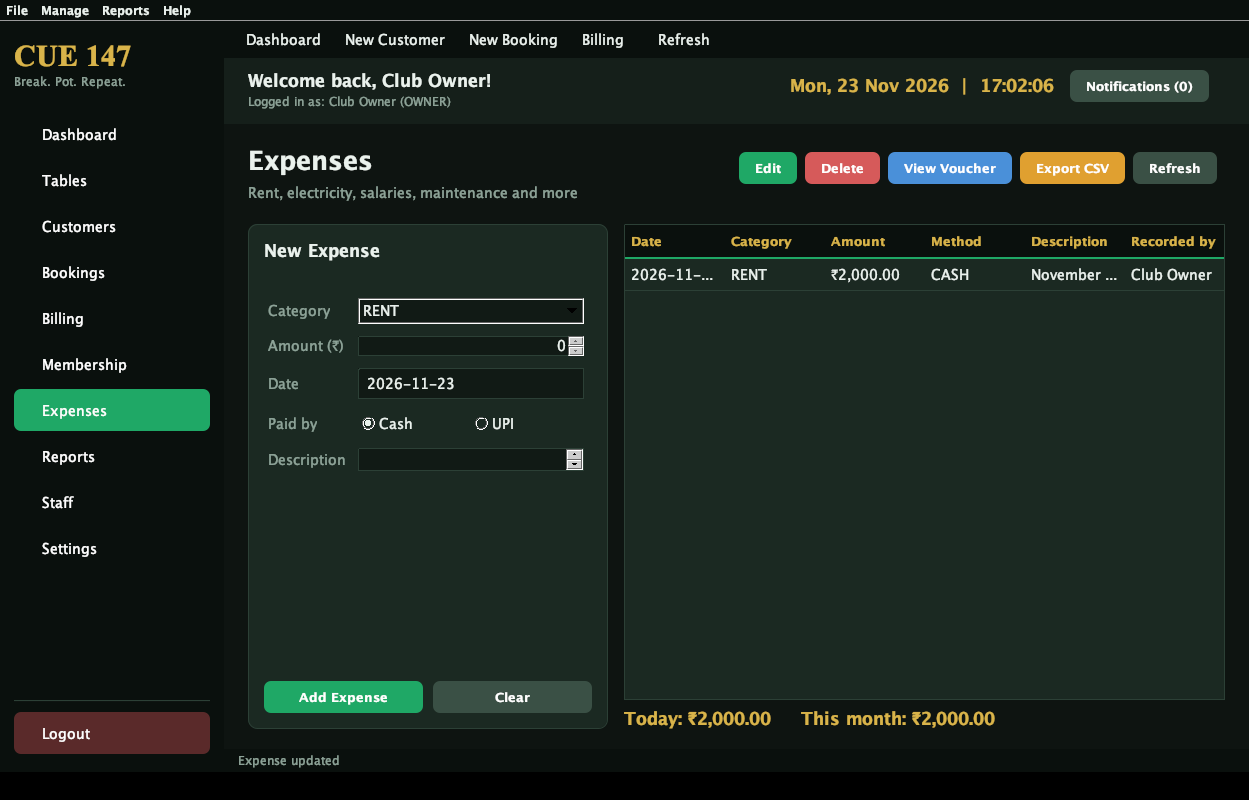 File Manage Reports Help
CUE 147
Break. Pot. Repeat.
Dashboard
Tables
Customers
Bookings
Billing
Membership
Expenses
Reports
Staff
Settings
Logout
Dashboard New Customer New Booking Billing Refresh
Welcome back, Club Owner!
Logged in as: Club Owner (OWNER)
Mon, 23 Nov 2026 | 17:02:06
Notifications (0)
Expenses
Rent, electricity, salaries, maintenance and more
Edit Delete View Voucher Export CSV Refresh
New Expense
Category RENT
Amount (₹) 0
Date 2026-11-23
Paid by Cash UPI
Description
Add Expense Clear
Date Category Amount Method Description Recorded by
2026-11-... RENT ₹2,000.00 CASH November ... Club Owner
Today: ₹2,000.00 This month: ₹2,000.00
Expense updated